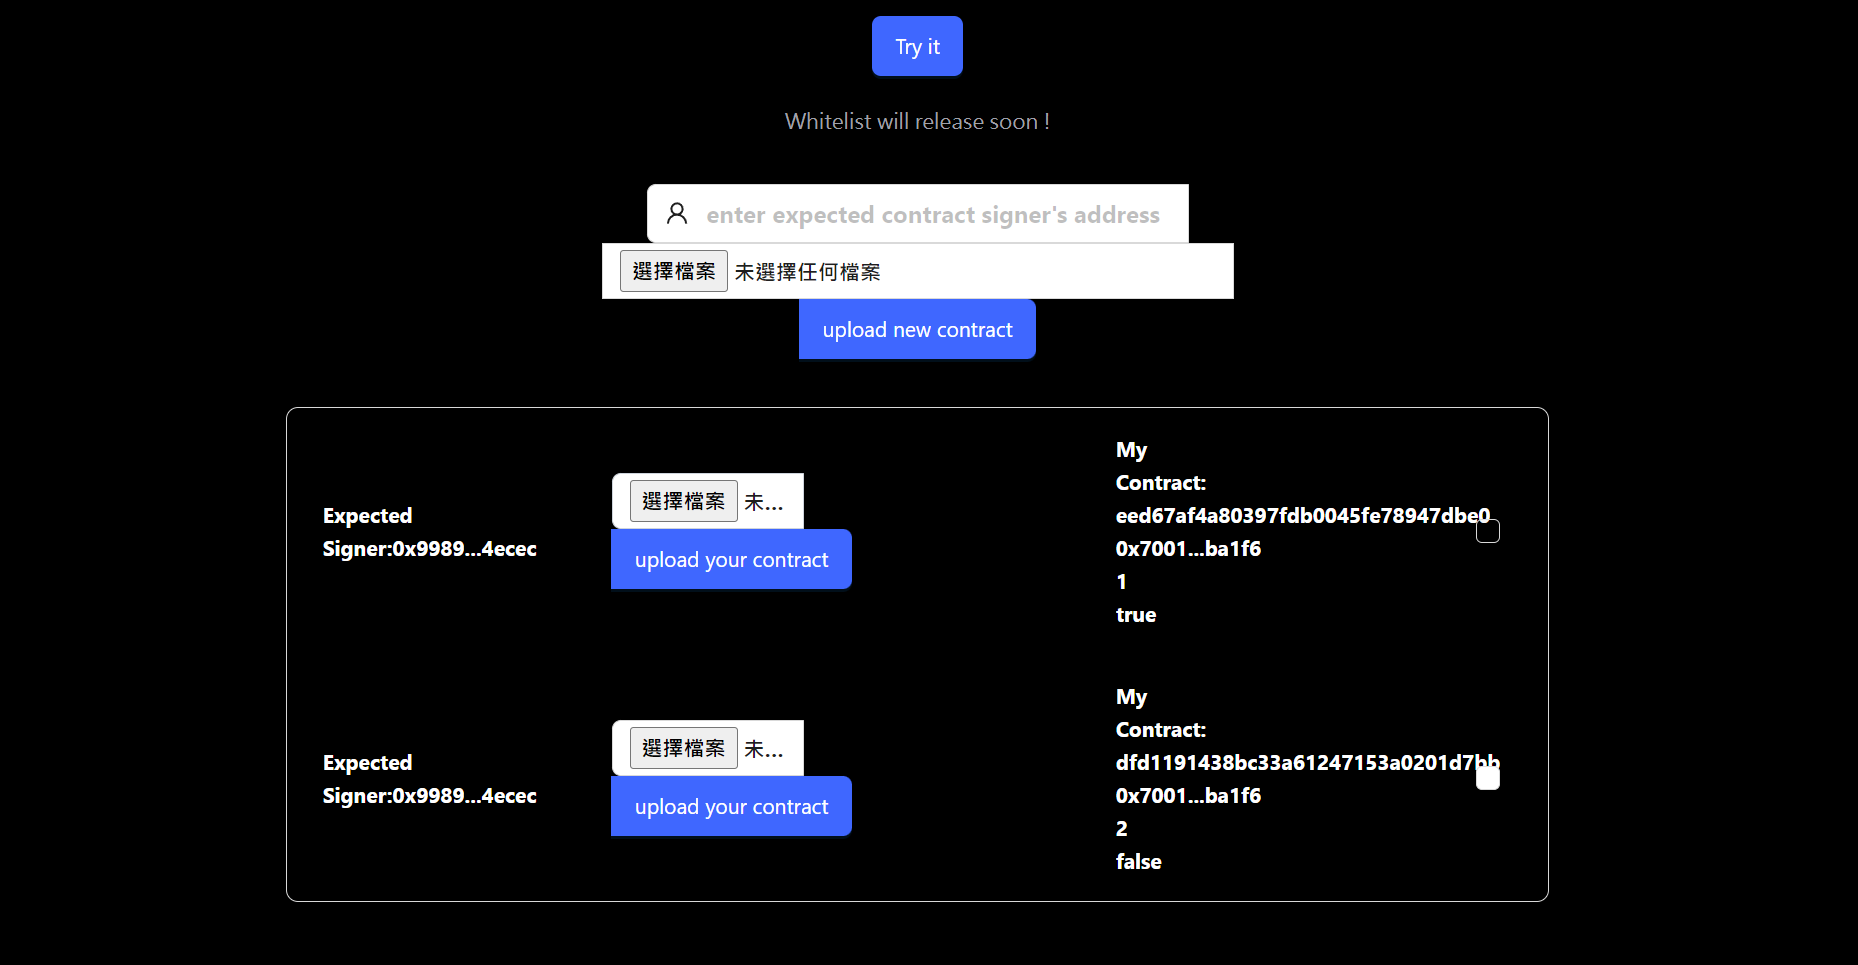 Try it
Whitelist will release soon !
enter expected contract signer's address
選擇檔案 未選擇任何檔案
upload new contract
Expected
Signer:0x9989...4ecec
選擇檔案 未...
upload your contract
My
Contract:
eed67af4a80397fdb0045fe78947dbe0
0x7001...ba1f6
1
true
Expected
Signer:0x9989...4ecec
選擇檔案 未...
upload your contract
My
Contract:
dfd1191438bc33a61247153a0201d7bb
0x7001...ba1f6
2
false